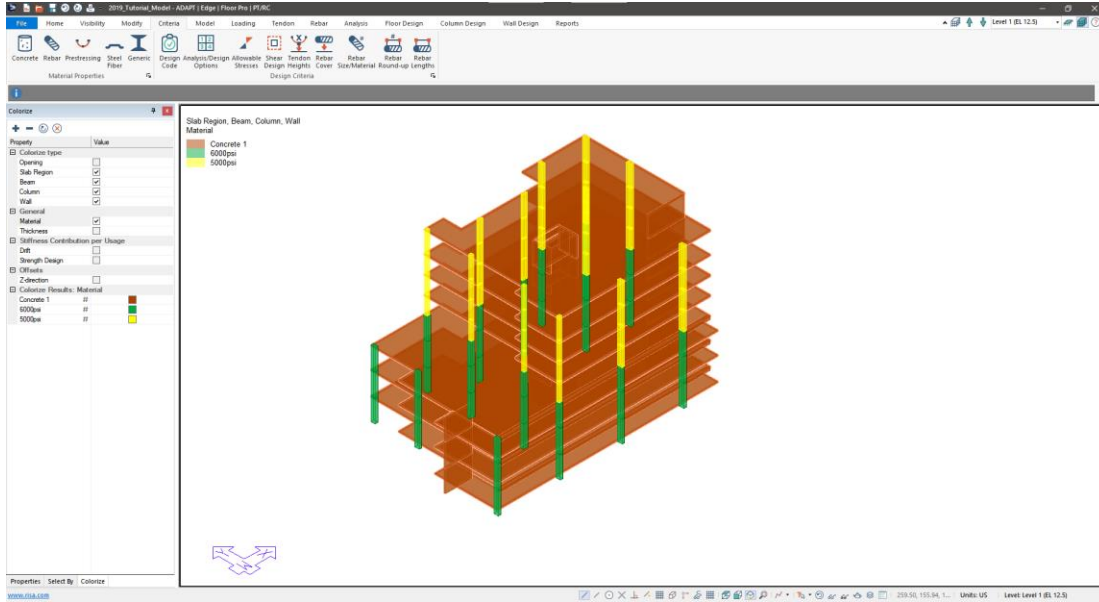 2019_Tutorial_Model - ADAPT | Edge | Floor Pro | PT/RC
File Home Visibility Modify Criteria Model Loading Tendon Rebar Analysis Floor Design Column Design Wall Design Reports
Level 1 (EL 12.5)
Concrete Rebar Prestressing Steel Fiber Generic Design Code Analysis/Design Options Allowable Stresses Shear Design Tendon Heights Rebar Cover Rebar Size/Material Rebar Round-up Rebar Lengths
Material Properties Design Criteria
Colorize
Property Value
Colorize type
Opening
Slab Region
Beam
Column
Wall
General
Material
Thickness
Stiffness Contribution per Usage
Drift
Strength Design
Offsets
Z-direction
Colorize Results: Material
Concrete 1 //
6000psi //
5000psi //
Slab Region, Beam, Column, Wall
Material
Concrete 1
6000psi
5000psi
Properties Select By Colorize
www.risa.com
259.50, 155.94, 1... Units: US Level: Level 1 (EL 12.5)